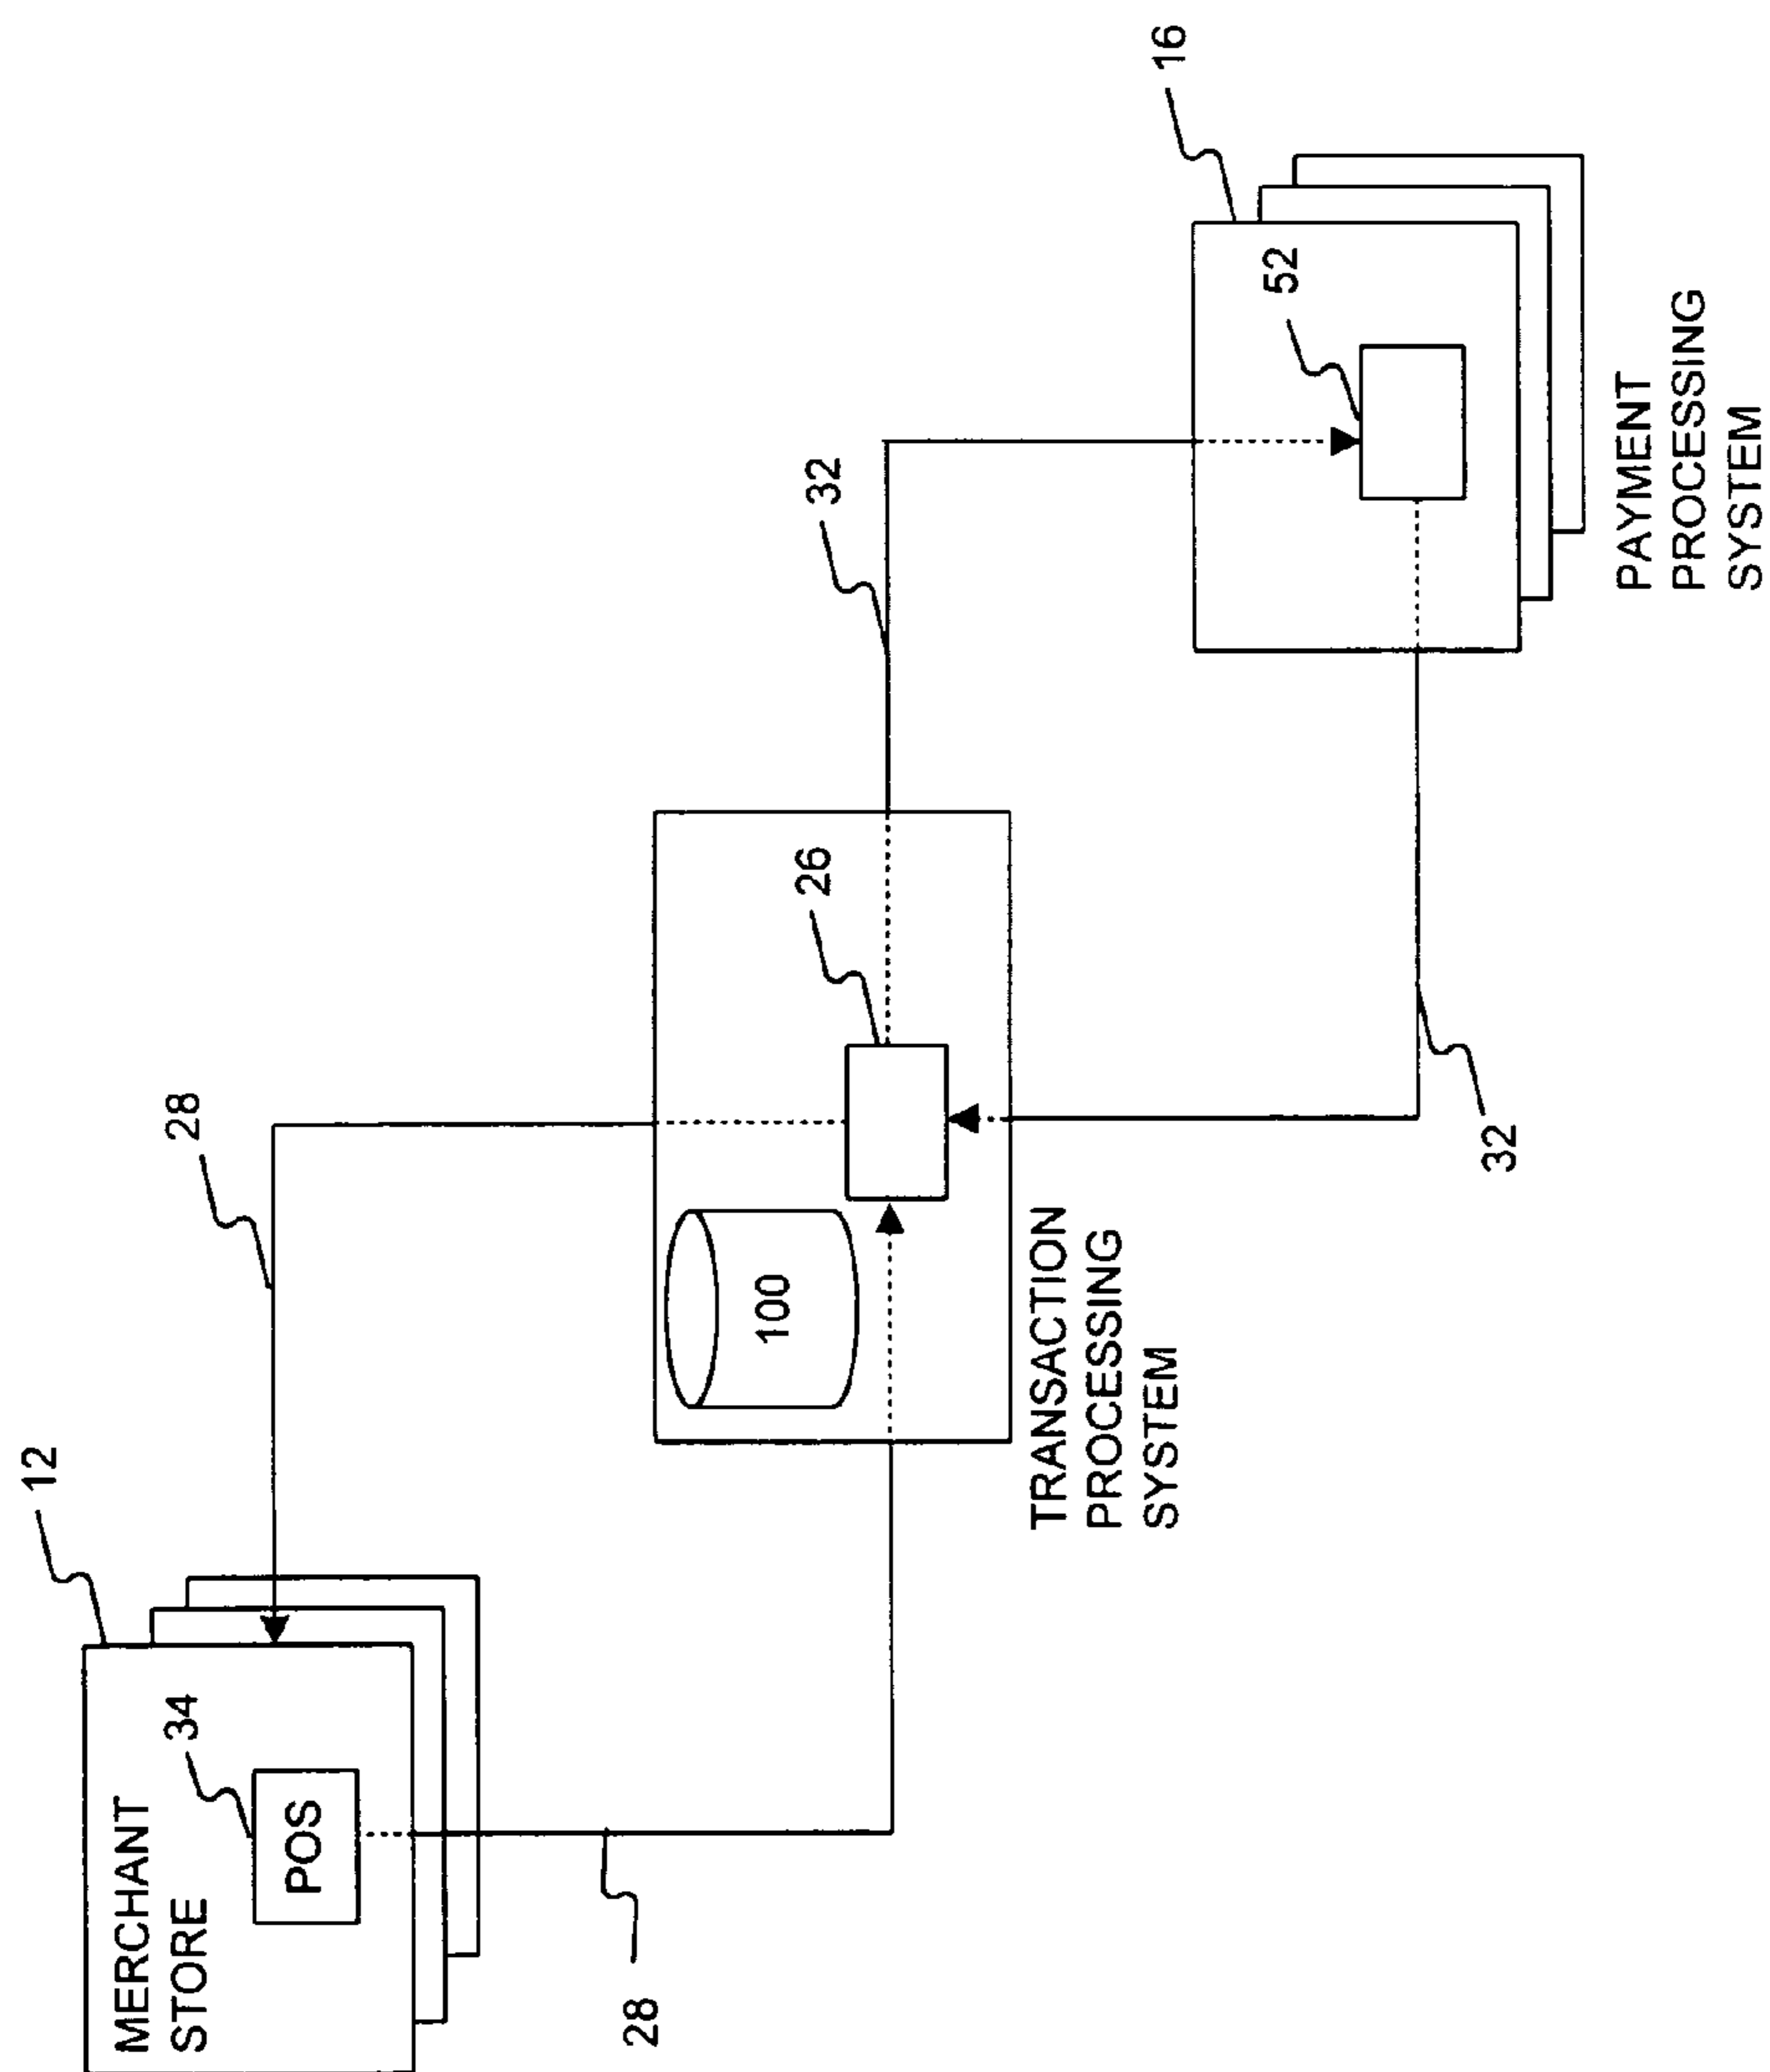 12
MERCHANT
STORE
34
POS
28
28
100
26
TRANSACTION
PROCESSING
SYSTEM
32
32
16
52
PAYMENT
PROCESSING
SYSTEM